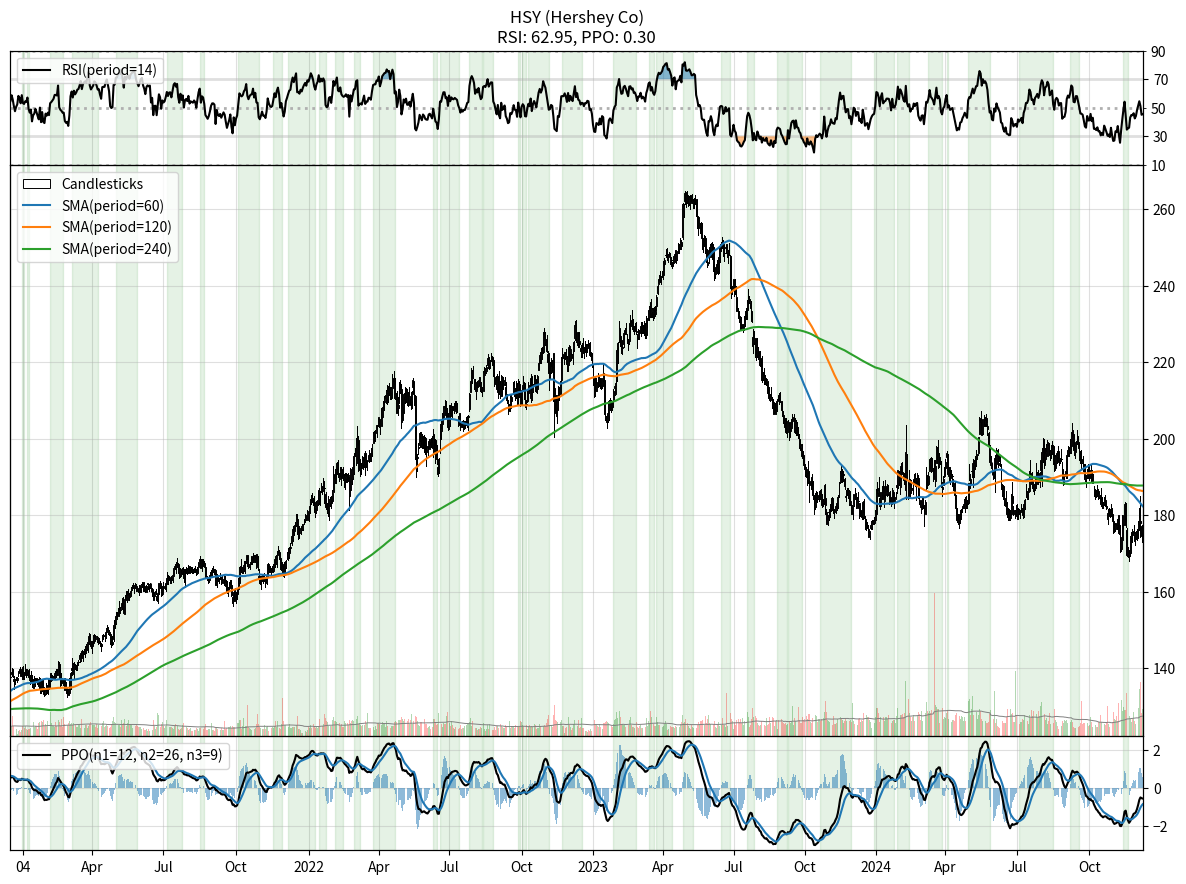 HSY (Hershey Co)
RSI: 62.95, PPO: 0.30
RSI(period=14)
90
70
50
30
10
Candlesticks
SMA(period=60)
SMA(period=120)
SMA(period=240)
260
240
220
200
180
160
140
PPO(n1=12, n2=26, n3=9)
2
0
−2
04 Apr Jul Oct 2022 Apr Jul Oct 2023 Apr Jul Oct 2024 Apr Jul Oct